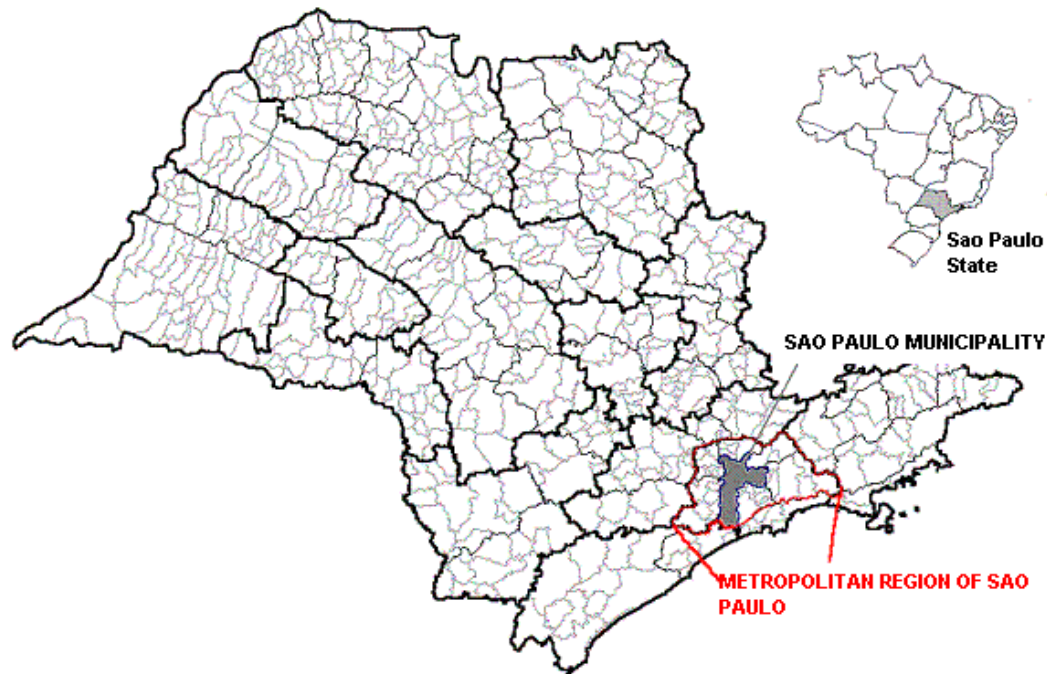 Sao Paulo
State
SAO PAULO MUNICIPALITY
METROPOLITAN REGION OF SAO
PAULO